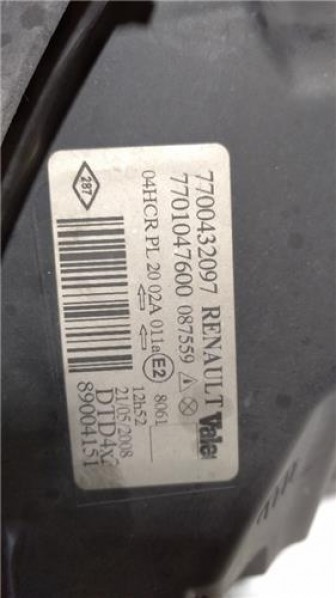 7700432097 RENAULT
7701047600 087559
Valeo
04HCR PL 20 02A 011a E2 8061
287
12h52
21/05/2008
DTD4x2
89004151